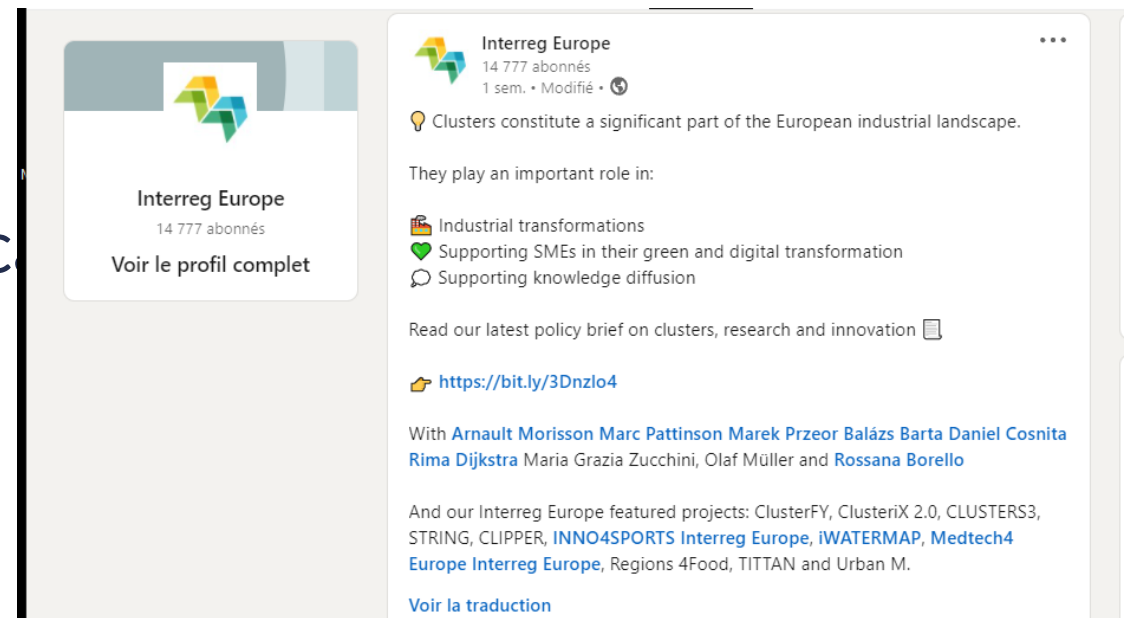 Interreg Europe
14 777 abonnés
Voir le profil complet
Interreg Europe
14 777 abonnés
1 sem. • Modifié •
Clusters constitute a significant part of the European industrial landscape.
They play an important role in:
Industrial transformations
Supporting SMEs in their green and digital transformation
Supporting knowledge diffusion
Read our latest policy brief on clusters, research and innovation
https://bit.ly/3Dnzlo4
With Arnault Morisson Marc Pattinson Marek Przeor Balázs Barta Daniel Cosnita
Rima Dijkstra Maria Grazia Zucchini, Olaf Müller and Rossana Borello
And our Interreg Europe featured projects: ClusterFY, ClusteriX 2.0, CLUSTERS3,
STRING, CLIPPER, INNO4SPORTS Interreg Europe, iWATERMAP, Medtech4
Europe Interreg Europe, Regions 4Food, TITTAN and Urban M.
Voir la traduction